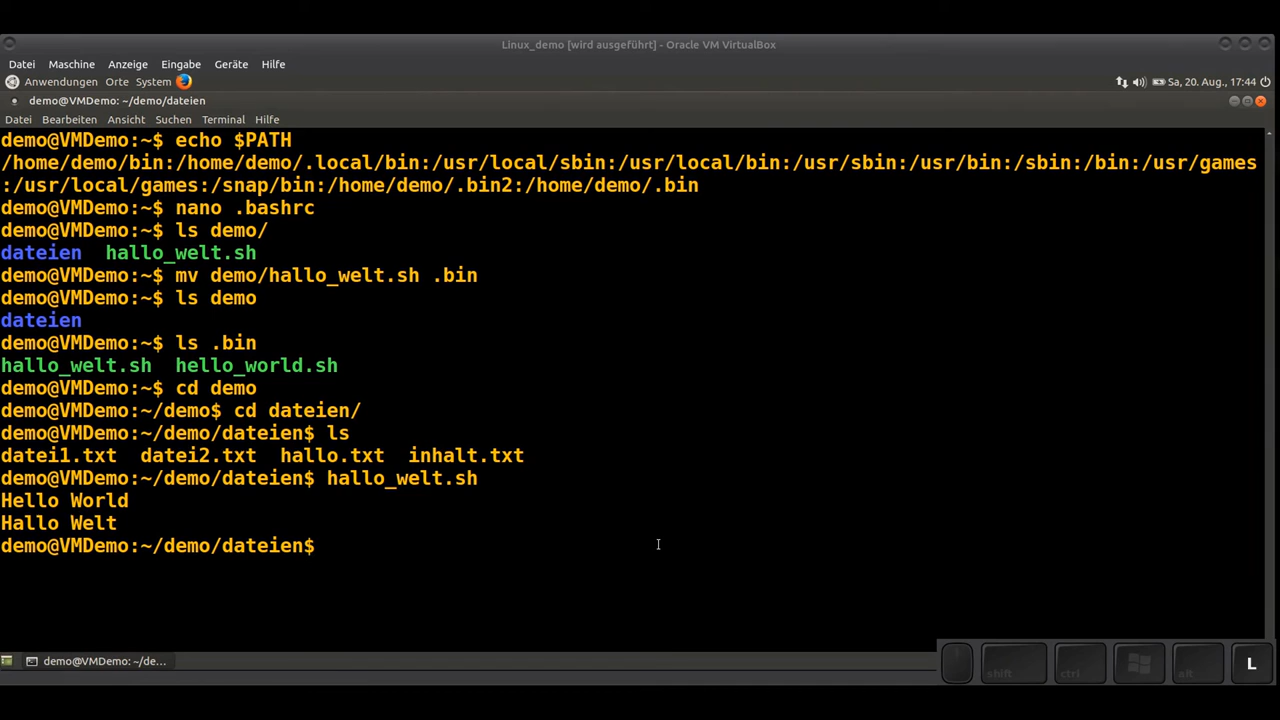 Linux_demo [wird ausgeführt] - Oracle VM VirtualBox
Datei Maschine Anzeige Eingabe Geräte Hilfe
Anwendungen Orte System Sa, 20. Aug., 17:44
demo@VMDemo: ~/demo/dateien
Datei Bearbeiten Ansicht Suchen Terminal Hilfe
demo@VMDemo:~$ echo $PATH
/home/demo/bin:/home/demo/.local/bin:/usr/local/sbin:/usr/local/bin:/usr/sbin:/usr/bin:/sbin:/bin:/usr/games
:/usr/local/games:/snap/bin:/home/demo/.bin2:/home/demo/.bin
demo@VMDemo:~$ nano .bashrc
demo@VMDemo:~$ ls demo/
dateien hallo_welt.sh
demo@VMDemo:~$ mv demo/hallo_welt.sh .bin
demo@VMDemo:~$ ls demo
dateien
demo@VMDemo:~$ ls .bin
hallo_welt.sh hello_world.sh
demo@VMDemo:~$ cd demo
demo@VMDemo:~/demo$ cd dateien/
demo@VMDemo:~/demo/dateien$ ls
datei1.txt datei2.txt hallo.txt inhalt.txt
demo@VMDemo:~/demo/dateien$ hallo_welt.sh
Hello World
Hallo Welt
demo@VMDemo:~/demo/dateien$
demo@VMDemo: ~/de...
shift ctrl alt L